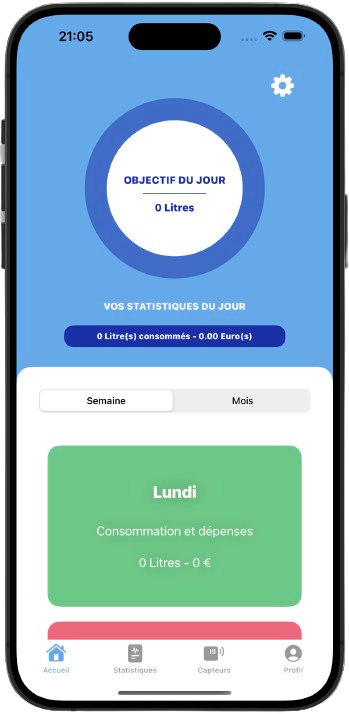 21:05
OBJECTIF DU JOUR
0 Litres
VOS STATISTIQUES DU JOUR
0 Litre(s) consommés - 0.00 Euro(s)
Semaine
Mois
Lundi
Consommation et dépenses
0 Litres - 0 €
Accueil
Statistiques
Capteurs
Profil